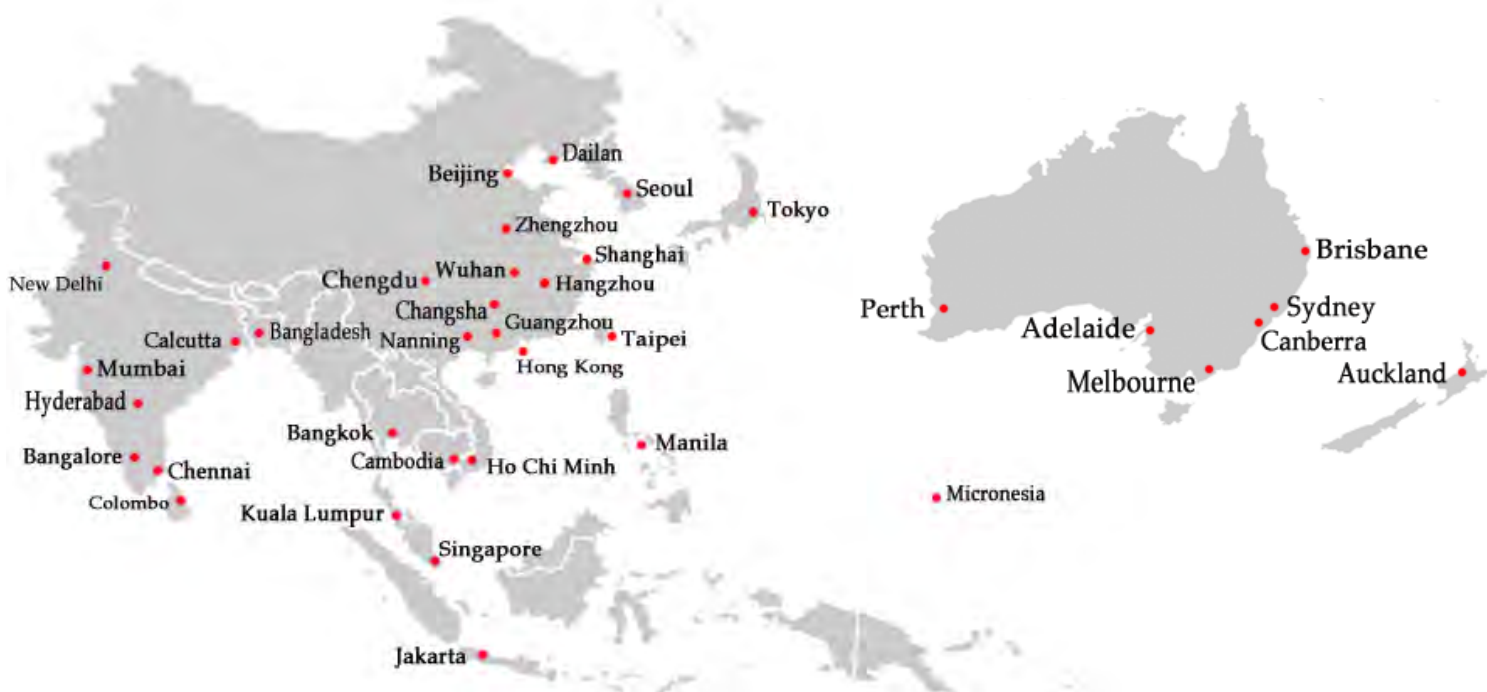 Dailan
Beijing
Seoul
Tokyo
Zhengzhou
Shanghai
Brisbane
New Delhi
Chengdu
Wuhan
Hangzhou
Changsha
Perth
Sydney
Adelaide
Canberra
Calcutta
Bangladesh
Nanning
Guangzhou
Taipei
Hong Kong
Mumbai
Melbourne
Auckland
Hyderabad
Bangkok
Manila
Bangalore
Chennai
Cambodia
Ho Chi Minh
Colombo
Micronesia
Kuala Lumpur
Singapore
Jakarta